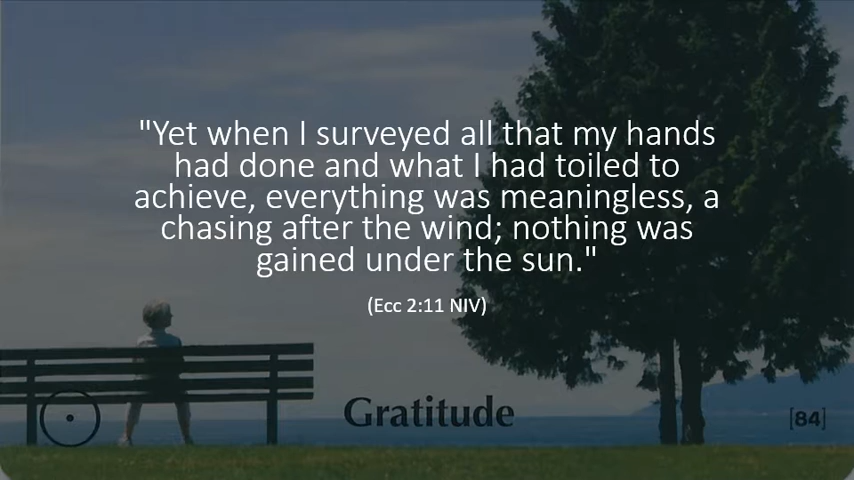 "Yet when I surveyed all that my hands
had done and what I had toiled to
achieve, everything was meaningless, a
chasing after the wind; nothing was
gained under the sun."
(Ecc 2:11 NIV)
Gratitude
[84]